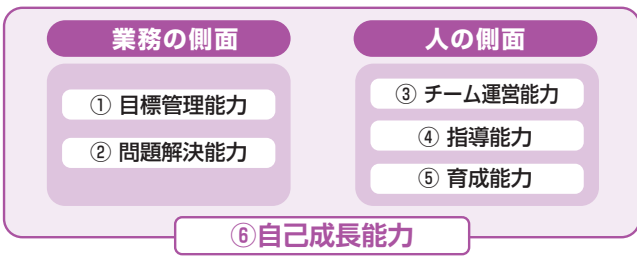 業務の側面
① 目標管理能力
② 問題解決能力
人の側面
③ チーム運営能力
④ 指導能力
⑤ 育成能力
⑥自己成長能力